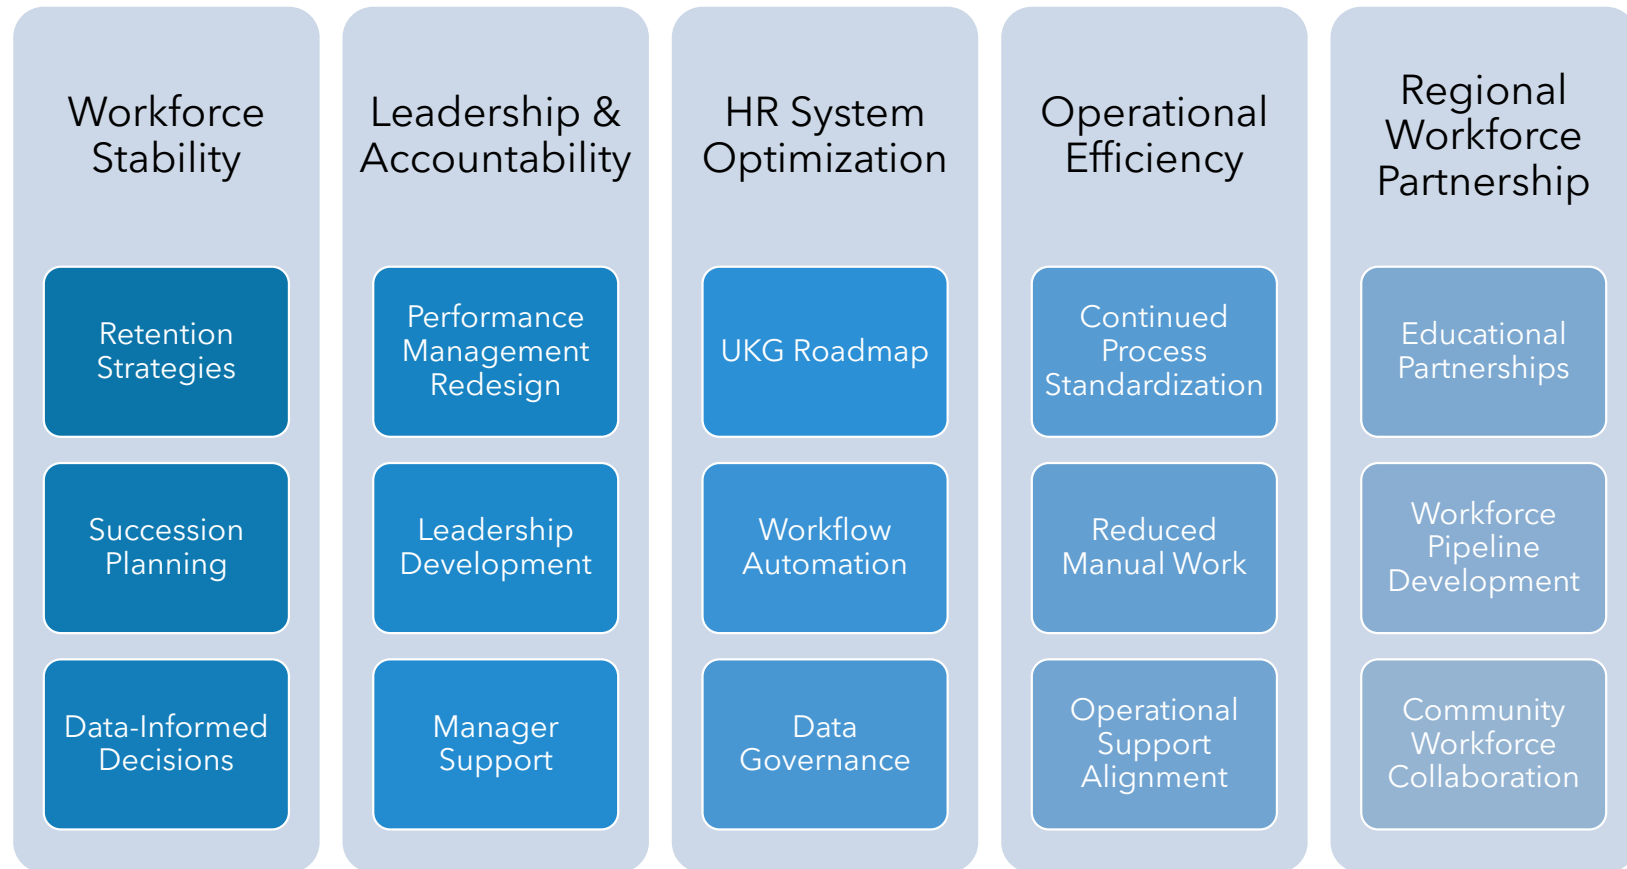 Workforce
Stability
Retention
Strategies
Succession
Planning
Data-Informed
Decisions
Leadership &
Accountability
Performance
Management
Redesign
Leadership
Development
Manager
Support
HR System
Optimization
UKG Roadmap
Workflow
Automation
Data
Governance
Operational
Efficiency
Continued
Process
Standardization
Reduced
Manual Work
Operational
Support
Alignment
Regional
Workforce
Partnership
Educational
Partnerships
Workforce
Pipeline
Development
Community
Workforce
Collaboration